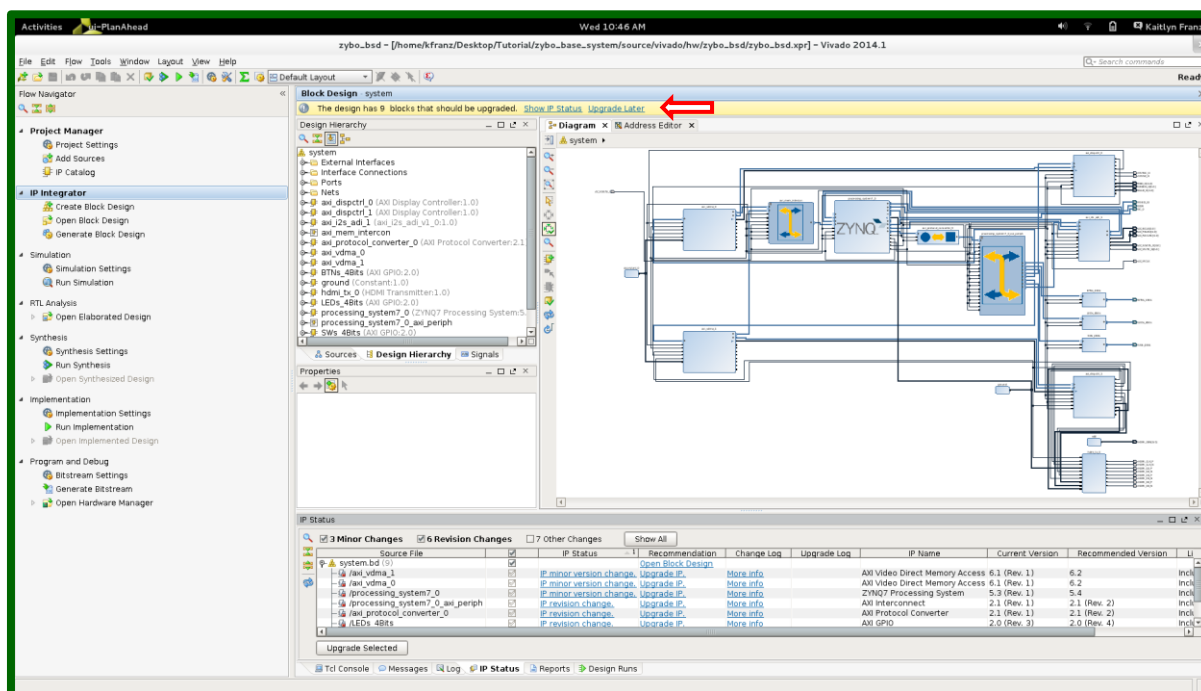 Activities ui-PlanAhead Wed 10:46 AM Kaitlyn Franz
zybo_bsd - [/home/kfranz/Desktop/Tutorial/zybo_base_system/source/vivado/hw/zybo_bsd/zybo_bsd.xpr] - Vivado 2014.1
File Edit Flow Tools Window Layout View Help Search commands
Default Layout Ready
Flow Navigator
Block Design - system
The design has 9 blocks that should be upgraded. Show IP Status Upgrade Later
Project Manager
Project Settings
Add Sources
IP Catalog
IP Integrator
Create Block Design
Open Block Design
Generate Block Design
Simulation
Simulation Settings
Run Simulation
RTL Analysis
Open Elaborated Design
Synthesis
Synthesis Settings
Run Synthesis
Open Synthesized Design
Implementation
Implementation Settings
Run Implementation
Open Implemented Design
Program and Debug
Bitstream Settings
Generate Bitstream
Open Hardware Manager
Design Hierarchy
system
External Interfaces
Interface Connections
Ports
Nets
axi_dispctrl_0 (AXI Display Controller:1.0)
axi_dispctrl_1 (AXI Display Controller:1.0)
axi_i2s_adi_1 (axi_i2s_adi_v1_0:1.0)
axi_mem_intercon
axi_protocol_converter_0 (AXI Protocol Converter:2.1
axi_vdma_0
axi_vdma_1
BTNs_4Bits (AXI GPIO:2.0)
ground (Constant:1.0)
hdmi_tx_0 (HDMI Transmitter:1.0)
LEDs_4Bits (AXI GPIO:2.0)
processing_system7_0 (ZYNQ7 Processing System:5.
processing_system7_0_axi_periph
SWs_4Bits (AXI GPIO:2.0)
Sources Design Hierarchy Signals
Properties
Diagram Address Editor
system
ZYNQ
IP Status
3 Minor Changes 6 Revision Changes 7 Other Changes Show All
Source File IP Status 1 Recommendation Change Log Upgrade Log IP Name Current Version Recommended Version Li
system.bd (9) Open Block Design
/axi_vdma_1 IP minor version change. Upgrade IP. More info AXI Video Direct Memory Access 6.1 (Rev. 1) 6.2 Inclu
/axi_vdma_0 IP minor version change. Upgrade IP. More info AXI Video Direct Memory Access 6.1 (Rev. 1) 6.2 Inclu
/processing_system7_0 IP minor version change. Upgrade IP. More info ZYNQ7 Processing System 5.3 (Rev. 1) 5.4 Inclu
/processing_system7_0_axi_periph IP revision change. Upgrade IP. More info AXI Interconnect 2.1 (Rev. 1) 2.1 (Rev. 2) Inclu
/axi_protocol_converter_0 IP revision change. Upgrade IP. More info AXI Protocol Converter 2.1 (Rev. 1) 2.1 (Rev. 2) Inclu
/LEDs_4Bits IP revision change. Upgrade IP. More info AXI GPIO 2.0 (Rev. 3) 2.0 (Rev. 4) Inclu
Upgrade Selected
Tcl Console Messages Log IP Status Reports Design Runs